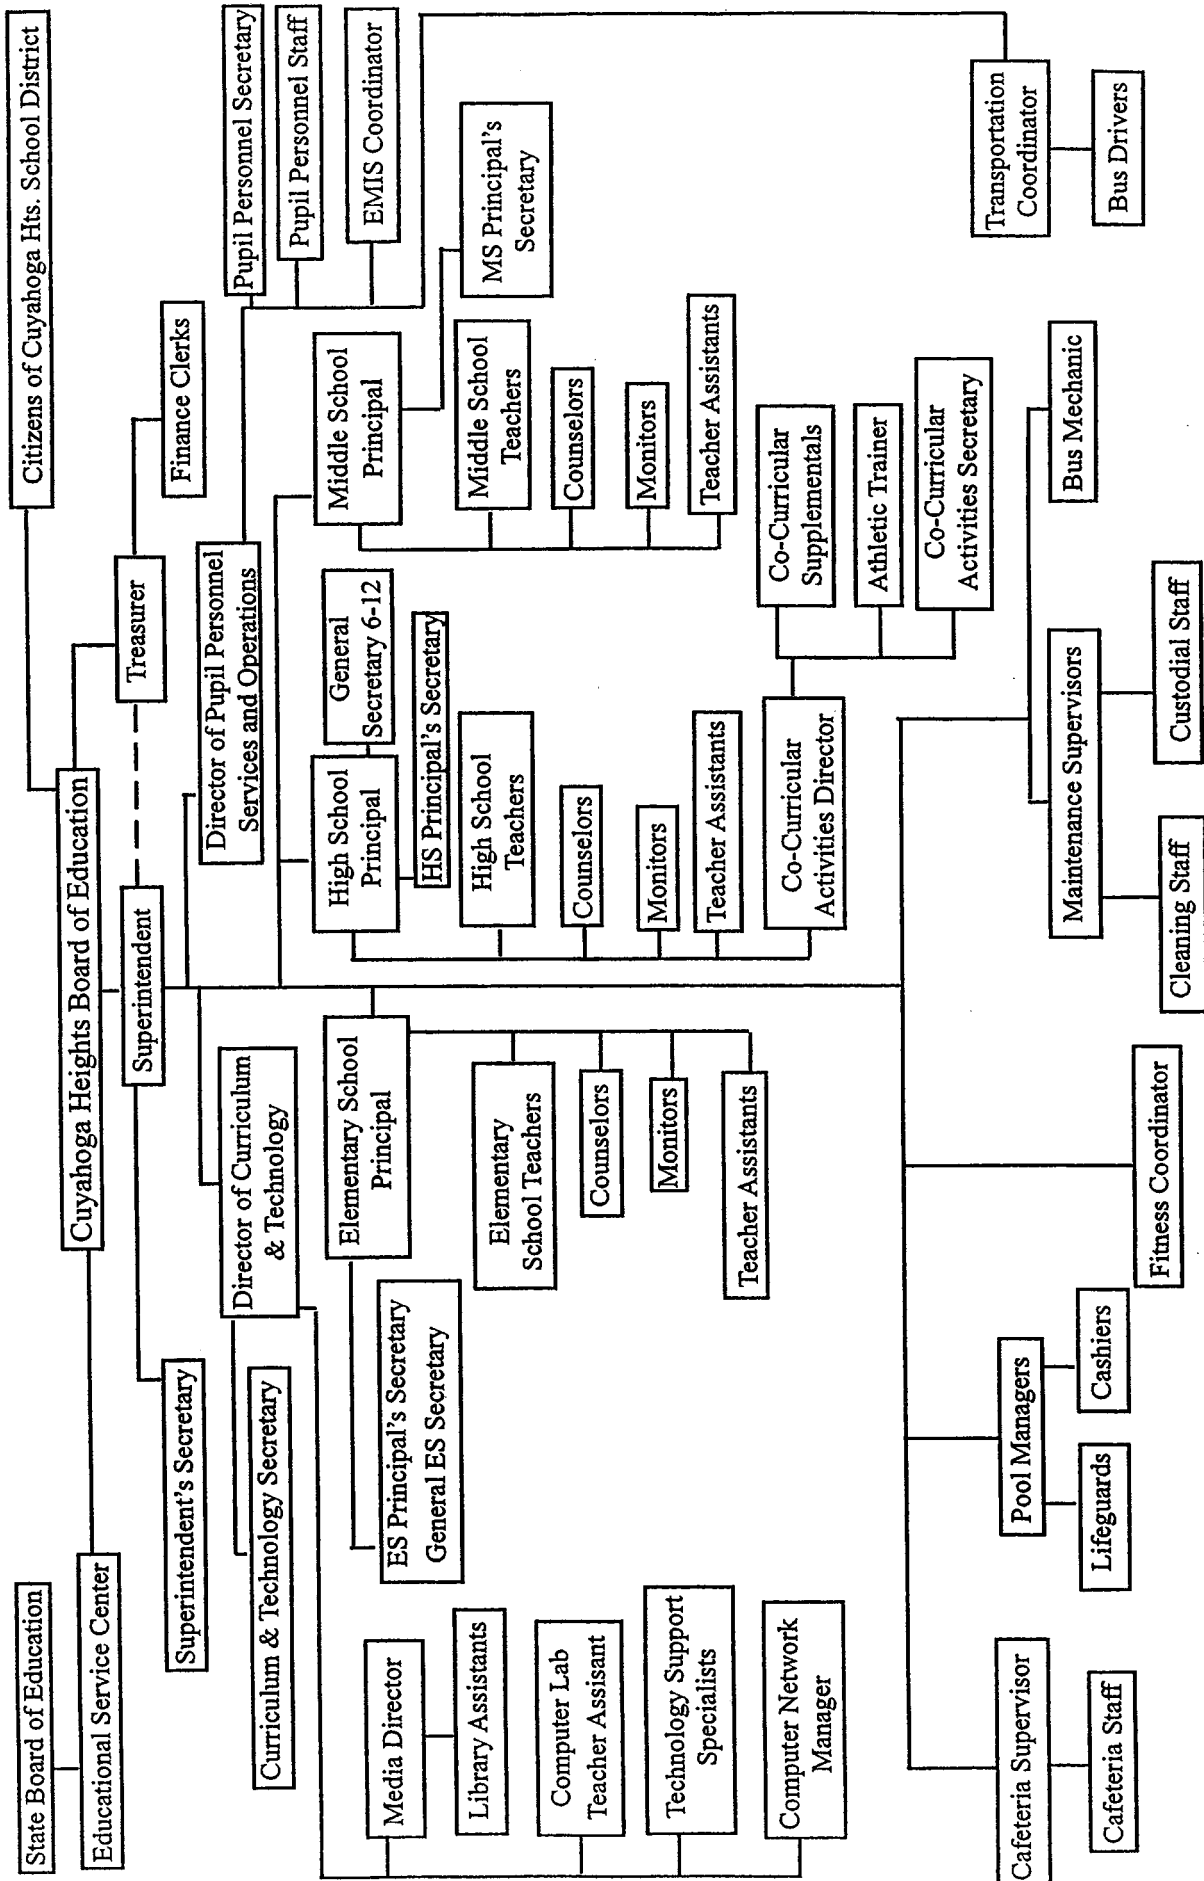 State Board of Education
Educational Service Center
Citizens of Cuyahoga Hts. School District
Cuyahoga Heights Board of Education
Superintendent
Treasurer
Finance Clerks
Superintendent's Secretary
Director of Curriculum
& Technology
Curriculum & Technology Secretary
Director of Pupil Personnel
Services and Operations
Pupil Personnel Secretary
Pupil Personnel Staff
EMIS Coordinator
Media Director
Library Assistants
Computer Lab
Teacher Assisant
Technology Support
Specialists
Computer Network
Manager
Elementary School
Principal
ES Principal's Secretary
General ES Secretary
Elementary
School Teachers
Counselors
Monitors
Teacher Assistants
High School
Principal
General
Secretary 6-12
HS Principal's Secretary
High School
Teachers
Counselors
Monitors
Teacher Assistants
Co-Curricular
Activities Director
Co-Curricular
Supplementals
Athletic Trainer
Co-Curricular
Activities Secretary
Middle School
Principal
MS Principal's
Secretary
Middle School
Teachers
Counselors
Monitors
Teacher Assistants
Transportation
Coordinator
Bus Drivers
Cafeteria Supervisor
Cafeteria Staff
Pool Managers
Lifeguards
Cashiers
Fitness Coordinator
Maintenance Supervisors
Cleaning Staff
Custodial Staff
Bus Mechanic